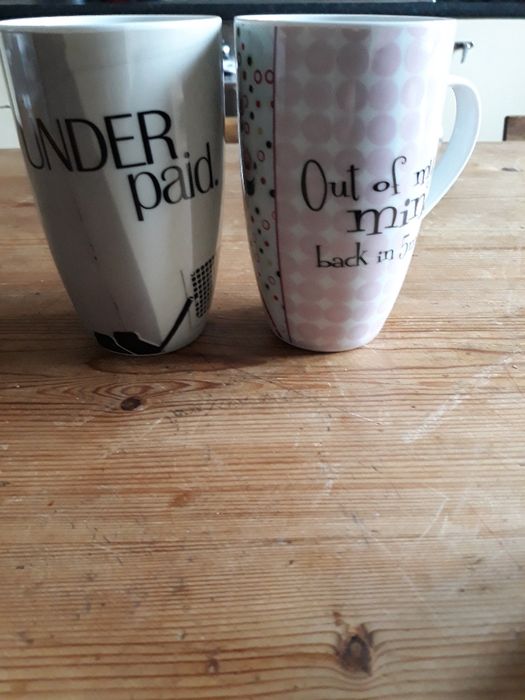 UNDER
paid.
Out of
back in